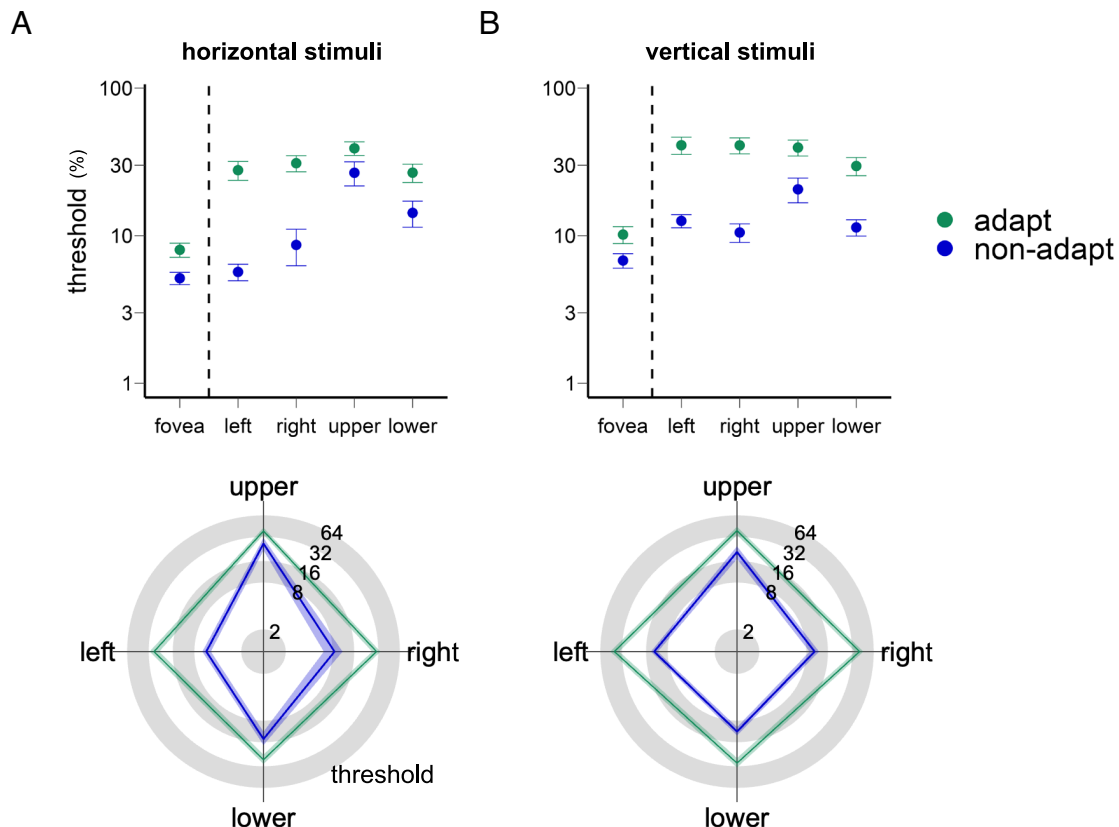 A
B
horizontal stimuli
vertical stimuli
threshold (%)
100
30
10
3
1
fovea left right upper lower
100
30
10
3
1
fovea left right upper lower
adapt
non-adapt
upper
64
32
16
8
2
left
right
threshold
lower
upper
64
32
16
8
2
left
right
lower